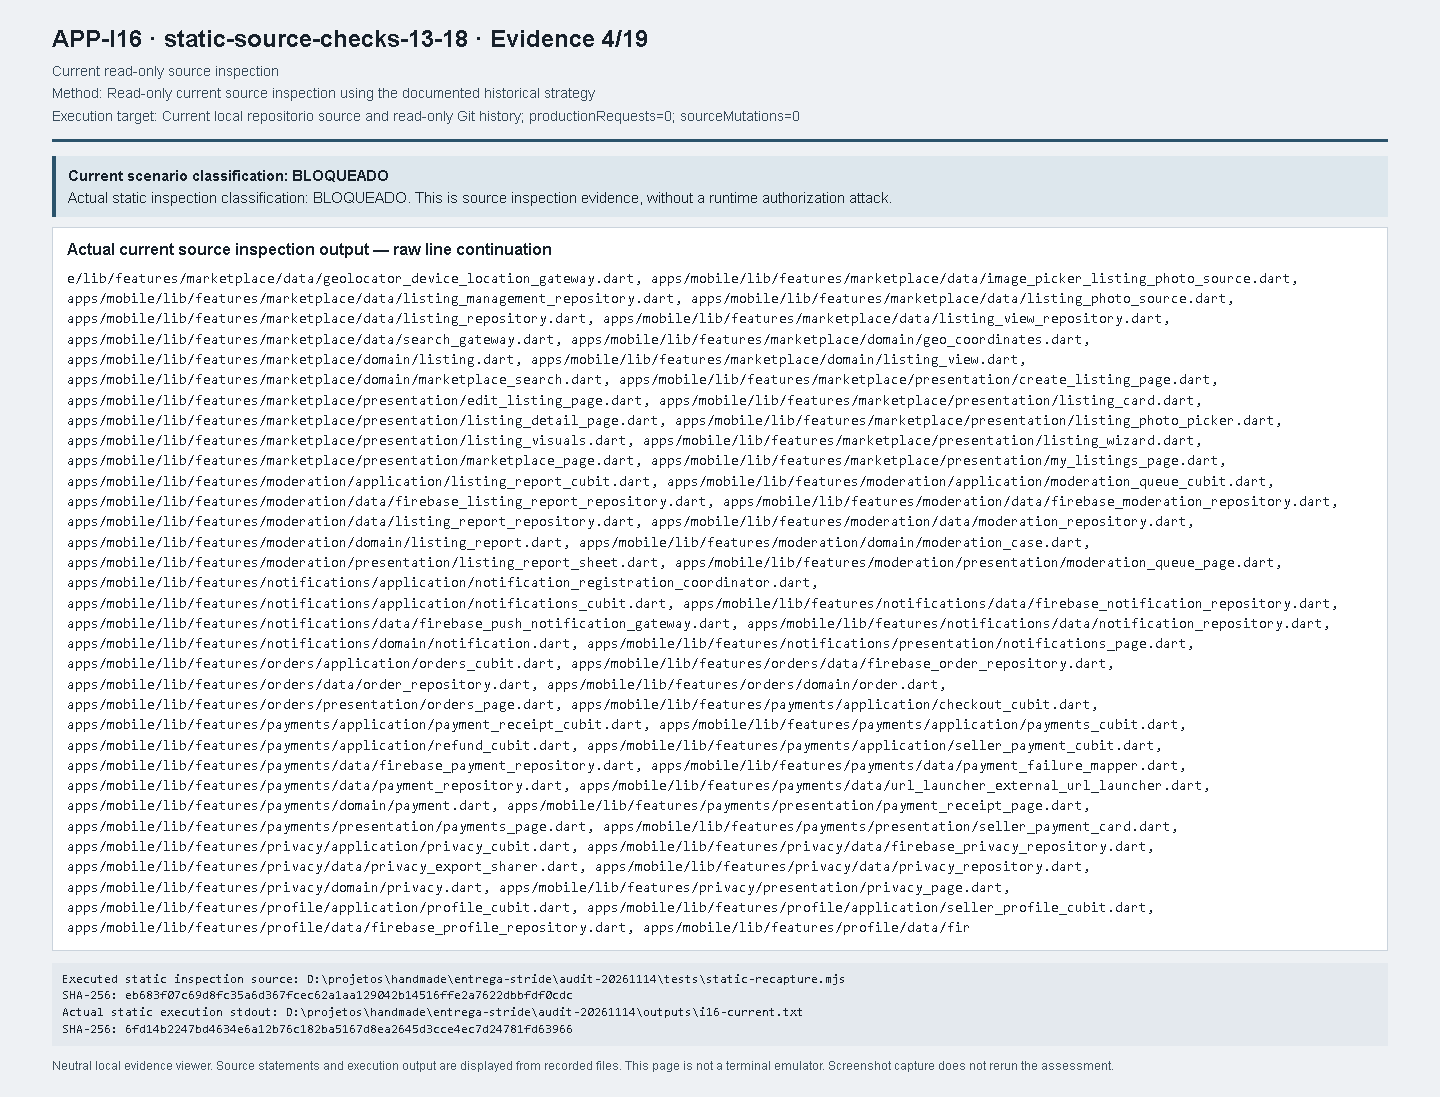 APP-I16 · static-source-checks-13-18 · Evidence 4/19
Current read-only source inspection
Method: Read-only current source inspection using the documented historical strategy
Execution target: Current local repositorio source and read-only Git history; productionRequests=0; sourceMutations=0
Current scenario classification: BLOQUEADO
Actual static inspection classification: BLOQUEADO. This is source inspection evidence, without a runtime authorization attack.
Actual current source inspection output — raw line continuation
e/lib/features/marketplace/data/geolocator_device_location_gateway.dart, apps/mobile/lib/features/marketplace/data/image_picker_listing_photo_source.dart,
apps/mobile/lib/features/marketplace/data/listing_management_repository.dart, apps/mobile/lib/features/marketplace/data/listing_photo_source.dart,
apps/mobile/lib/features/marketplace/data/listing_repository.dart, apps/mobile/lib/features/marketplace/data/listing_view_repository.dart,
apps/mobile/lib/features/marketplace/data/search_gateway.dart, apps/mobile/lib/features/marketplace/domain/geo_coordinates.dart,
apps/mobile/lib/features/marketplace/domain/listing.dart, apps/mobile/lib/features/marketplace/domain/listing_view.dart,
apps/mobile/lib/features/marketplace/domain/marketplace_search.dart, apps/mobile/lib/features/marketplace/presentation/create_listing_page.dart,
apps/mobile/lib/features/marketplace/presentation/edit_listing_page.dart, apps/mobile/lib/features/marketplace/presentation/listing_card.dart,
apps/mobile/lib/features/marketplace/presentation/listing_detail_page.dart, apps/mobile/lib/features/marketplace/presentation/listing_photo_picker.dart,
apps/mobile/lib/features/marketplace/presentation/listing_visuals.dart, apps/mobile/lib/features/marketplace/presentation/listing_wizard.dart,
apps/mobile/lib/features/marketplace/presentation/marketplace_page.dart, apps/mobile/lib/features/marketplace/presentation/my_listings_page.dart,
apps/mobile/lib/features/moderation/application/listing_report_cubit.dart, apps/mobile/lib/features/moderation/application/moderation_queue_cubit.dart,
apps/mobile/lib/features/moderation/data/firebase_listing_report_repository.dart, apps/mobile/lib/features/moderation/data/firebase_moderation_repository.dart,
apps/mobile/lib/features/moderation/data/listing_report_repository.dart, apps/mobile/lib/features/moderation/data/moderation_repository.dart,
apps/mobile/lib/features/moderation/domain/listing_report.dart, apps/mobile/lib/features/moderation/domain/moderation_case.dart,
apps/mobile/lib/features/moderation/presentation/listing_report_sheet.dart, apps/mobile/lib/features/moderation/presentation/moderation_queue_page.dart,
apps/mobile/lib/features/notifications/application/notification_registration_coordinator.dart,
apps/mobile/lib/features/notifications/application/notifications_cubit.dart, apps/mobile/lib/features/notifications/data/firebase_notification_repository.dart,
apps/mobile/lib/features/notifications/data/firebase_push_notification_gateway.dart, apps/mobile/lib/features/notifications/data/notification_repository.dart,
apps/mobile/lib/features/notifications/domain/notification.dart, apps/mobile/lib/features/notifications/presentation/notifications_page.dart,
apps/mobile/lib/features/orders/application/orders_cubit.dart, apps/mobile/lib/features/orders/data/firebase_order_repository.dart,
apps/mobile/lib/features/orders/data/order_repository.dart, apps/mobile/lib/features/orders/domain/order.dart,
apps/mobile/lib/features/orders/presentation/orders_page.dart, apps/mobile/lib/features/payments/application/checkout_cubit.dart,
apps/mobile/lib/features/payments/application/payment_receipt_cubit.dart, apps/mobile/lib/features/payments/application/payments_cubit.dart,
apps/mobile/lib/features/payments/application/refund_cubit.dart, apps/mobile/lib/features/payments/application/seller_payment_cubit.dart,
apps/mobile/lib/features/payments/data/firebase_payment_repository.dart, apps/mobile/lib/features/payments/data/payment_failure_mapper.dart,
apps/mobile/lib/features/payments/data/payment_repository.dart, apps/mobile/lib/features/payments/data/url_launcher_external_url_launcher.dart,
apps/mobile/lib/features/payments/domain/payment.dart, apps/mobile/lib/features/payments/presentation/payment_receipt_page.dart,
apps/mobile/lib/features/payments/presentation/payments_page.dart, apps/mobile/lib/features/payments/presentation/seller_payment_card.dart,
apps/mobile/lib/features/privacy/application/privacy_cubit.dart, apps/mobile/lib/features/privacy/data/firebase_privacy_repository.dart,
apps/mobile/lib/features/privacy/data/privacy_export_sharer.dart, apps/mobile/lib/features/privacy/data/privacy_repository.dart,
apps/mobile/lib/features/privacy/domain/privacy.dart, apps/mobile/lib/features/privacy/presentation/privacy_page.dart,
apps/mobile/lib/features/profile/application/profile_cubit.dart, apps/mobile/lib/features/profile/application/seller_profile_cubit.dart,
apps/mobile/lib/features/profile/data/firebase_profile_repository.dart, apps/mobile/lib/features/profile/data/fir
Executed static inspection source: D:\projetos\handmade\entrega-stride\audit-20261114\tests\static-recapture.mjs
SHA-256: eb683f07c69d8fc35a6d367fcec62a1aa129042b14516ffe2a7622dbbfdf0cdc
Actual static execution stdout: D:\projetos\handmade\entrega-stride\audit-20261114\outputs\i16-current.txt
SHA-256: 6fd14b2247bd4634e6a12b76c182ba5167d8ea2645d3cce4ec7d24781fd63966
Neutral local evidence viewer. Source statements and execution output are displayed from recorded files. This page is not a terminal emulator. Screenshot capture does not rerun the assessment.